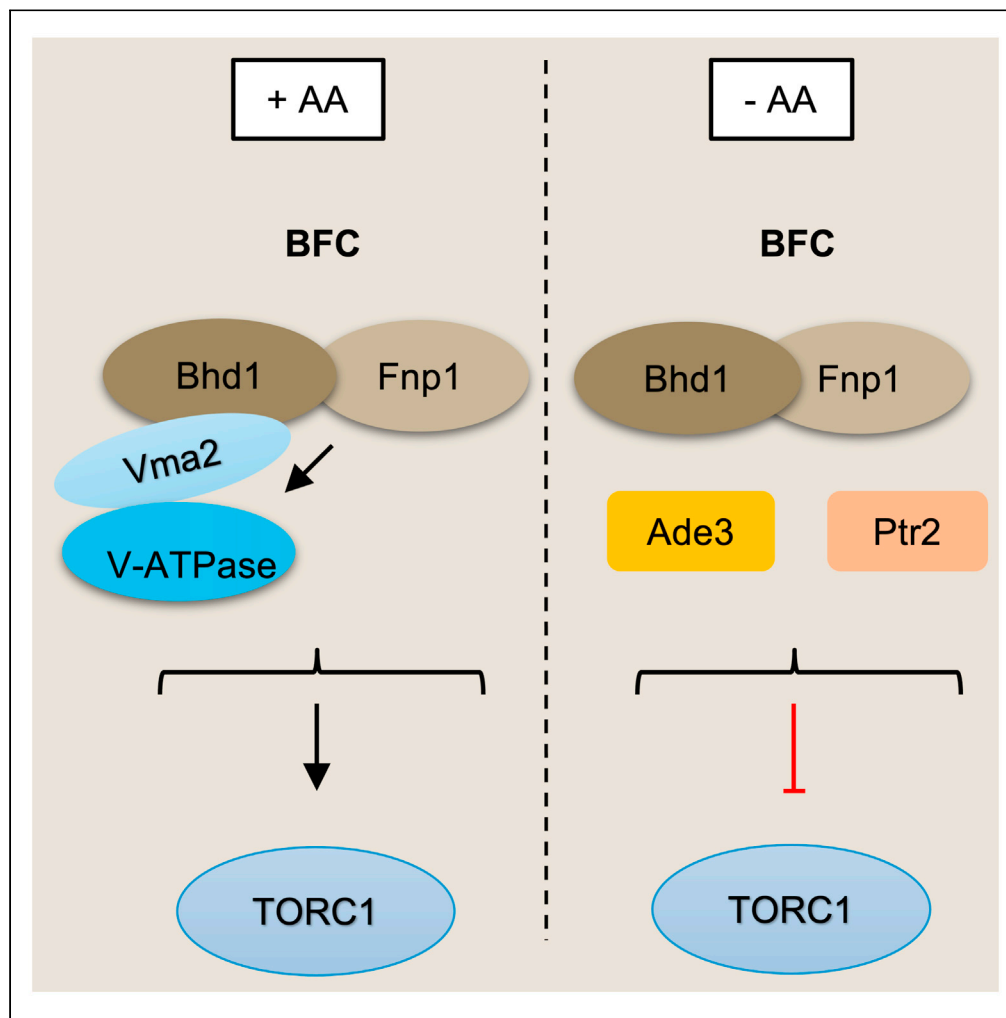 + AA
BFC
Bhd1
Fnp1
Vma2
V-ATPase
TORC1
- AA
BFC
Bhd1
Fnp1
Ade3
Ptr2
TORC1